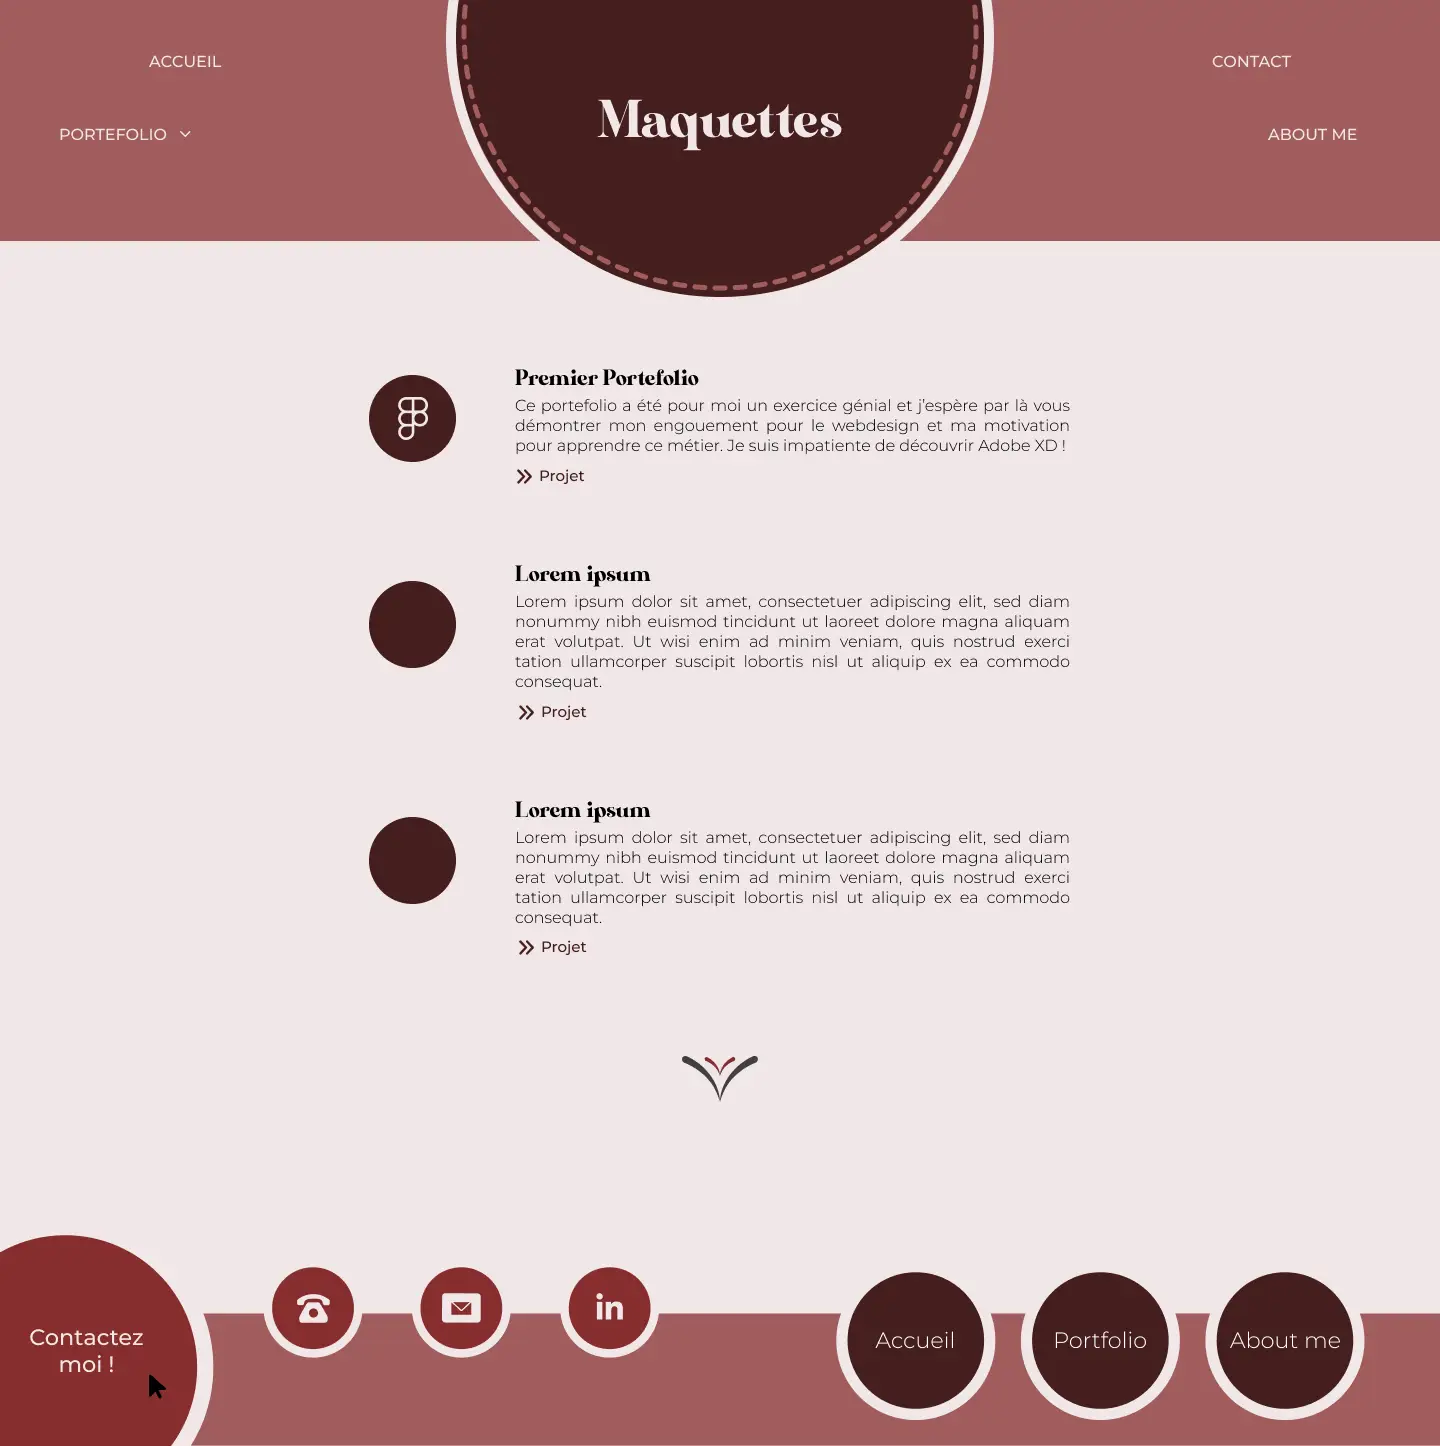 ACCUEIL
CONTACT
Maquettes
PORTEFOLIO
ABOUT ME
Premier Portefolio
Ce portefolio a été pour moi un exercice génial et j’espère par là vous
démontrer mon engouement pour le webdesign et ma motivation
pour apprendre ce métier. Je suis impatiente de découvrir Adobe XD !
Projet
Lorem ipsum
Lorem ipsum dolor sit amet, consectetuer adipiscing elit, sed diam
nonummy nibh euismod tincidunt ut laoreet dolore magna aliquam
erat volutpat. Ut wisi enim ad minim veniam, quis nostrud exerci
tation ullamcorper suscipit lobortis nisl ut aliquip ex ea commodo
consequat.
Projet
Lorem ipsum
Lorem ipsum dolor sit amet, consectetuer adipiscing elit, sed diam
nonummy nibh euismod tincidunt ut laoreet dolore magna aliquam
erat volutpat. Ut wisi enim ad minim veniam, quis nostrud exerci
tation ullamcorper suscipit lobortis nisl ut aliquip ex ea commodo
consequat.
Projet
Contactez
moi !
in
Accueil
Portfolio
About me